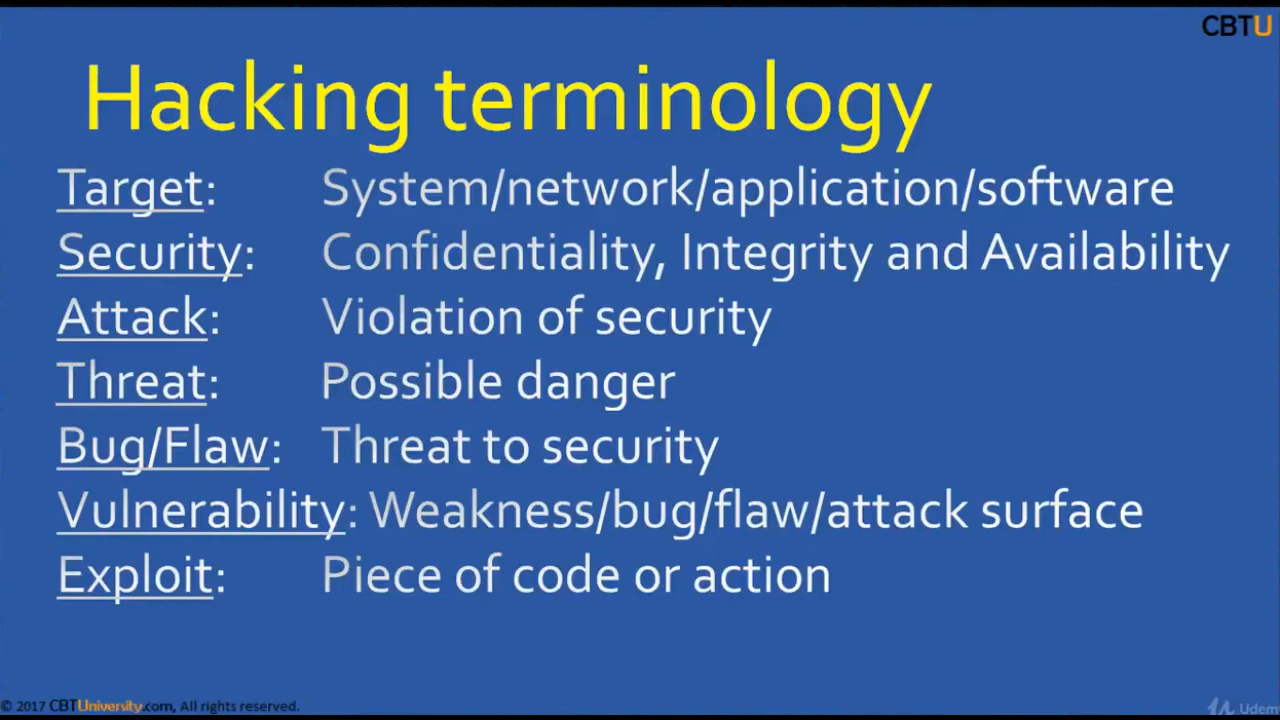 CBTU
Hacking terminology
Target: System/network/application/software
Security: Confidentiality, Integrity and Availability
Attack: Violation of security
Threat: Possible danger
Bug/Flaw: Threat to security
Vulnerability: Weakness/bug/flaw/attack surface
Exploit: Piece of code or action
© 2017 CBTUniversity.com, All rights reserved.
Udem